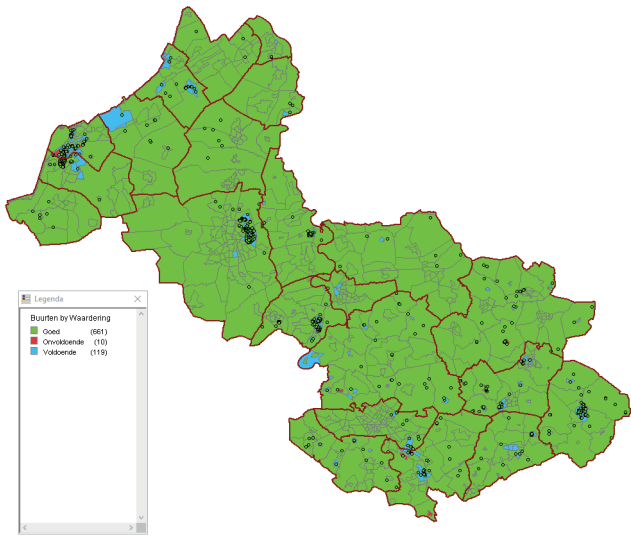 Legenda
Buurten by Waardering
Goed (661)
Onvoldoende (10)
Voldoende (119)